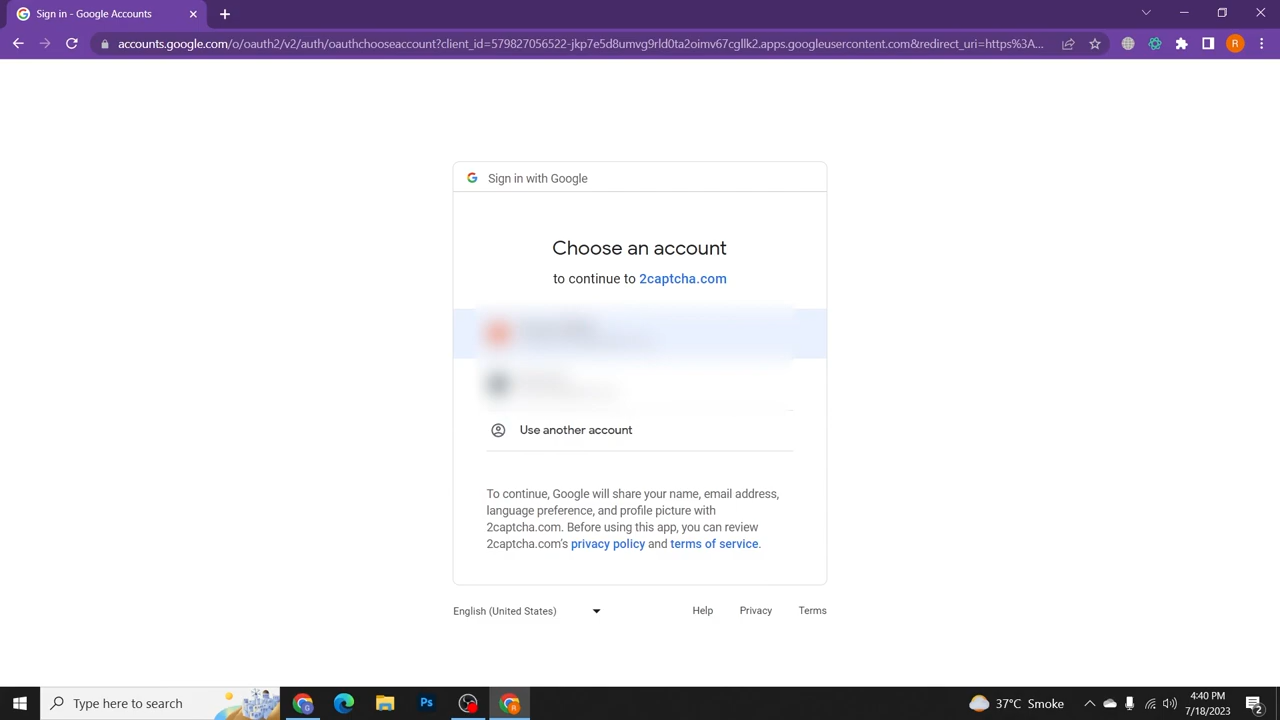 Sign in - Google Accounts
accounts.google.com/o/oauth2/v2/auth/oauthchooseaccount?client_id=579827056522-jkp7e5d8umvg9rld0ta2oimv67cgllk2.apps.googleusercontent.com&redirect_uri=https%3A...
R
Sign in with Google
Choose an account
to continue to 2captcha.com
Use another account
To continue, Google will share your name, email address,
language preference, and profile picture with
2captcha.com. Before using this app, you can review
2captcha.com's privacy policy and terms of service.
English (United States)
Help
Privacy
Terms
Type here to search
Ps
37°C Smoke
4:40 PM
7/18/2023
2